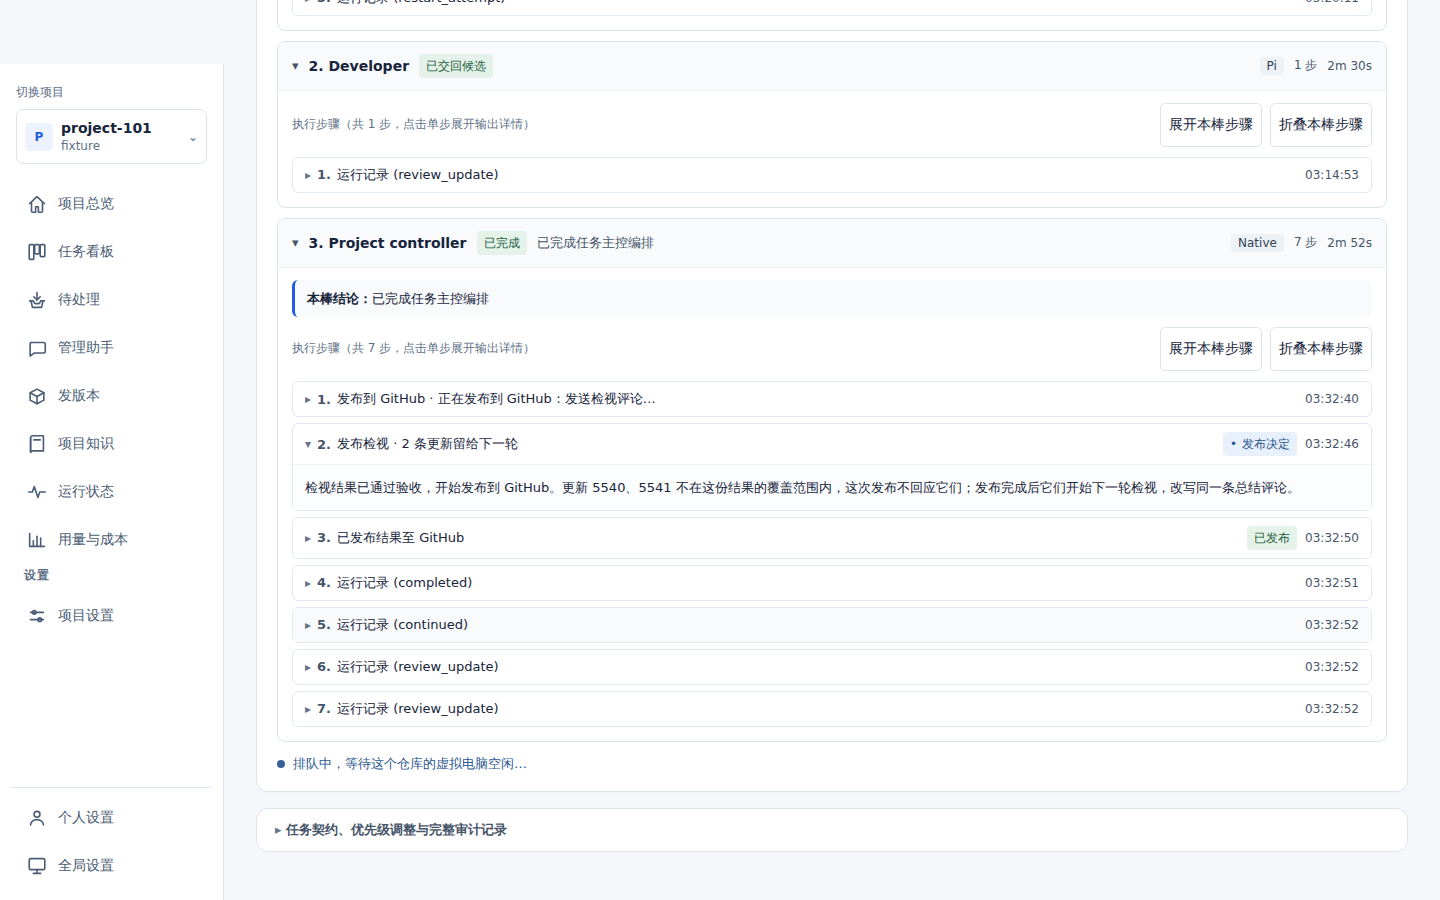 切换项目
P
project-101
fixture
项目总览
任务看板
待处理
管理助手
发版本
项目知识
运行状态
用量与成本
设置
项目设置
个人设置
全局设置
2. Developer 已交回候选 Pi 1 步 2m 30s
执行步骤（共 1 步，点击单步展开输出详情） 展开本棒步骤 折叠本棒步骤
1. 运行记录 (review_update) 03:14:53
3. Project controller 已完成 已完成任务主控编排 Native 7 步 2m 52s
本棒结论：已完成任务主控编排
执行步骤（共 7 步，点击单步展开输出详情） 展开本棒步骤 折叠本棒步骤
1. 发布到 GitHub · 正在发布到 GitHub：发送检视评论… 03:32:40
2. 发布检视 · 2 条更新留给下一轮 • 发布决定 03:32:46
检视结果已通过验收，开始发布到 GitHub。更新 5540、5541 不在这份结果的覆盖范围内，这次发布不回应它们；发布完成后它们开始下一轮检视，改写同一条总结评论。
3. 已发布结果至 GitHub 已发布 03:32:50
4. 运行记录 (completed) 03:32:51
5. 运行记录 (continued) 03:32:52
6. 运行记录 (review_update) 03:32:52
7. 运行记录 (review_update) 03:32:52
排队中，等待这个仓库的虚拟电脑空闲…
任务契约、优先级调整与完整审计记录